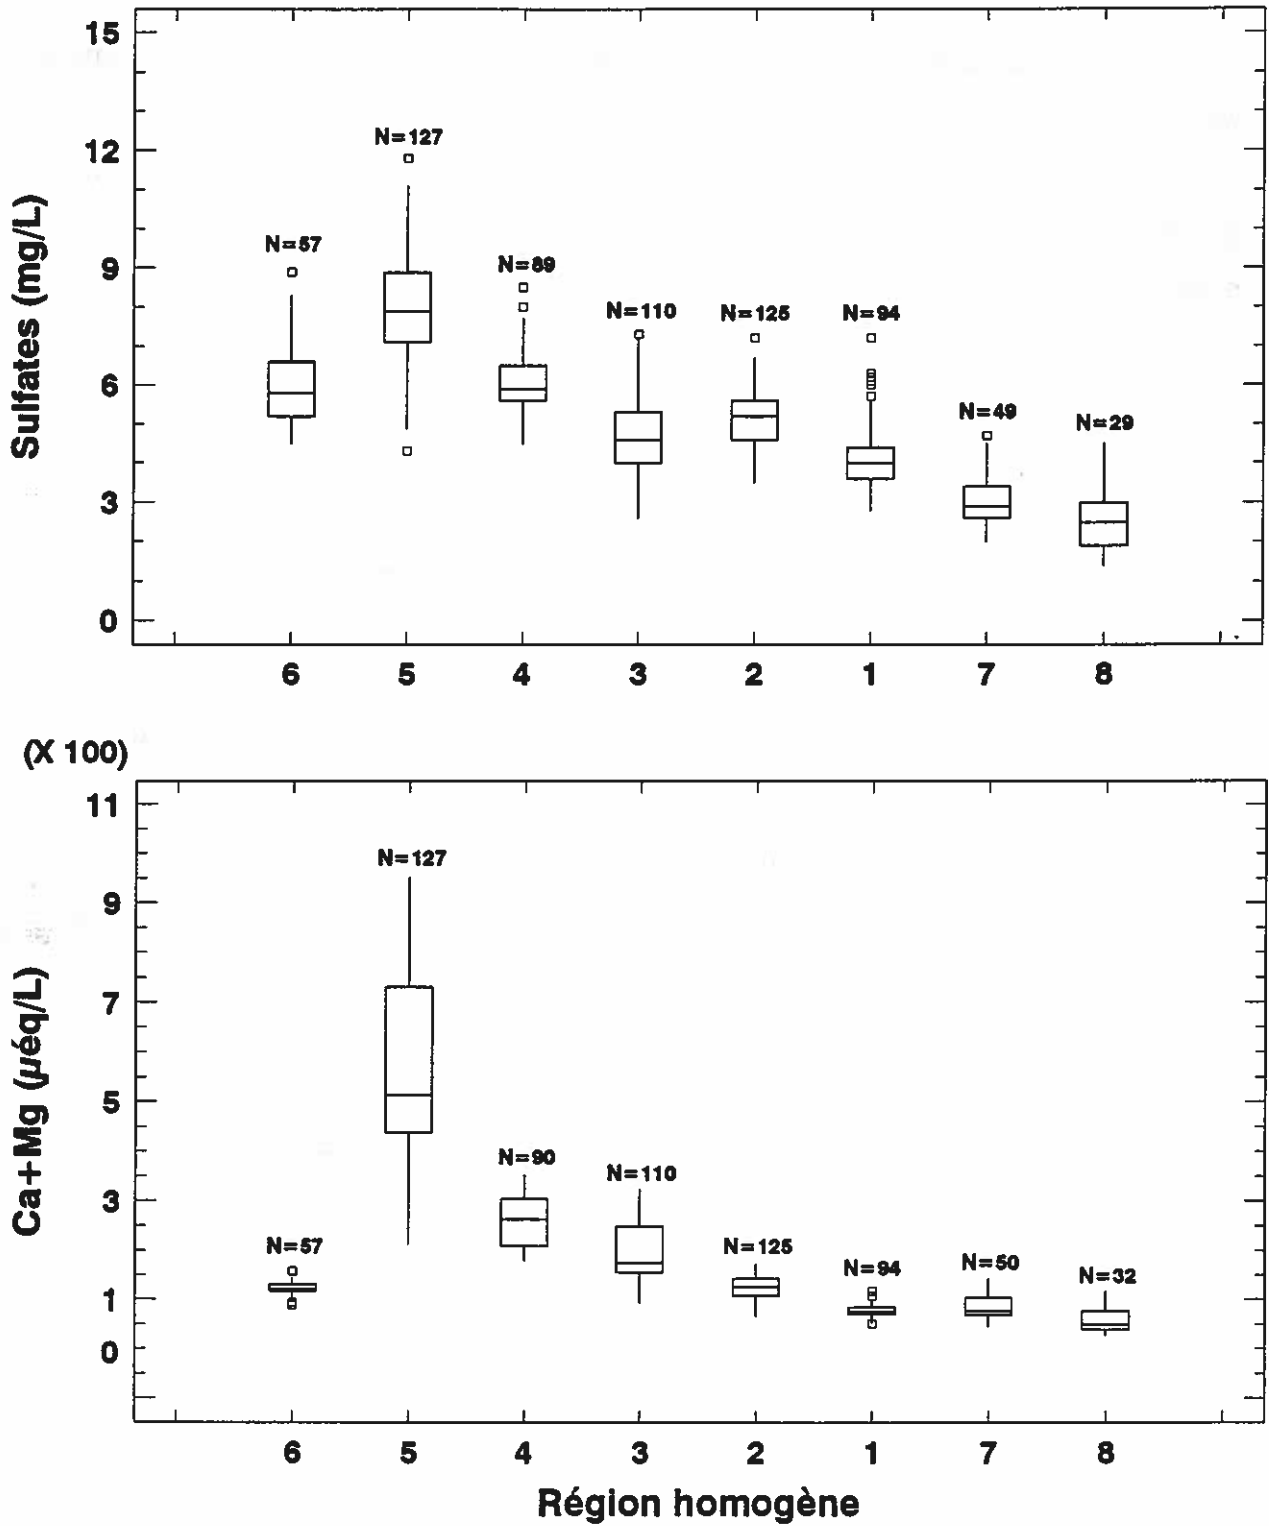 15
12
9
6
3
0
Sulfates (mg/L)
N=57
N=127
N=89
N=110
N=125
N=94
N=49
N=29
6 5 4 3 2 1 7 8
(X 100)
11
9
7
5
3
1
0
Ca+Mg (μéq/L)
N=57
N=127
N=90
N=110
N=125
N=94
N=50
N=32
6 5 4 3 2 1 7 8
Région homogène